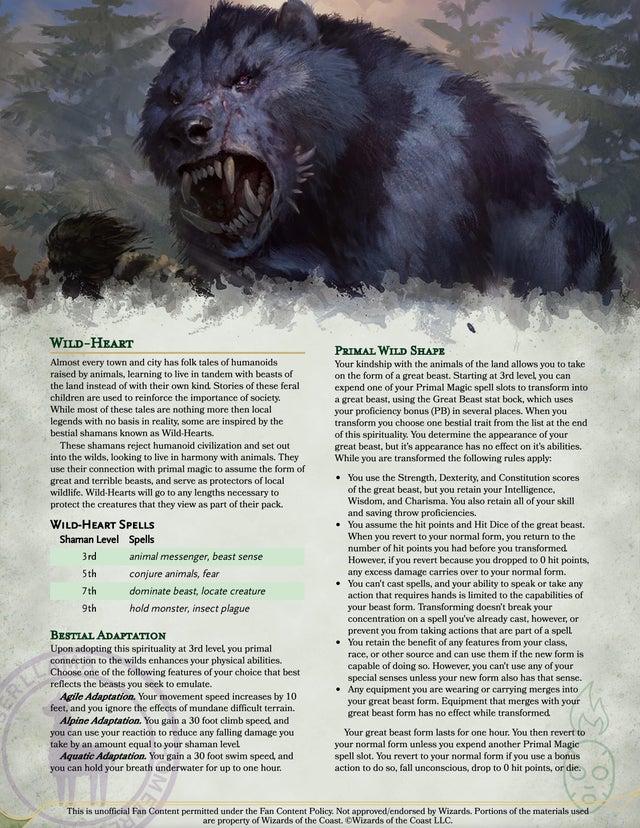 Wild-Heart
Almost every town and city has folk tales of humanoids
raised by animals, learning to live in tandem with beasts of
the land instead of with their own kind. Stories of these feral
children are used to reinforce the importance of society.
While most of these tales are nothing more then local
legends with no basis in reality, some are inspired by the
bestial shamans known as Wild-Hearts.
These shamans reject humanoid civilization and set out
into the wilds, looking to live in harmony with animals. They
use their connection with primal magic to assume the form of
great and terrible beasts, and serve as protectors of local
wildlife. Wild-Hearts will go to any lengths necessary to
protect the creatures that they view as part of their pack.
Wild-Heart Spells
Shaman Level Spells
3rd animal messenger, beast sense
5th conjure animals, fear
7th dominate beast, locate creature
9th hold monster, insect plague
Bestial Adaptation
Upon adopting this spirituality at 3rd level, you primal
connection to the wilds enhances your physical abilities.
Choose one of the following features of your choice that best
reflects the beasts you seek to emulate.
Agile Adaptation. Your movement speed increases by 10
feet, and you ignore the effects of mundane difficult terrain.
Alpine Adaptation. You gain a 30 foot climb speed, and
you can use your reaction to reduce any falling damage you
take by an amount equal to your shaman level.
Aquatic Adaptation. You gain a 30 foot swim speed, and
you can hold your breath underwater for up to one hour.
Primal Wild Shape
Your kindship with the animals of the land allows you to take
on the form of a great beast. Starting at 3rd level, you can
expend one of your Primal Magic spell slots to transform into
a great beast, using the Great Beast stat bock, which uses
your proficiency bonus (PB) in several places. When you
transform you choose one bestial trait from the list at the end
of this spirituality. You determine the appearance of your
great beast, but it's appearance has no effect on it's abilities.
While you are transformed the following rules apply:
• You use the Strength, Dexterity, and Constitution scores
of the great beast, but you retain your Intelligence,
Wisdom, and Charisma. You also retain all of your skill
and saving throw proficiencies.
• You assume the hit points and Hit Dice of the great beast.
When you revert to your normal form, you return to the
number of hit points you had before you transformed.
However, if you revert because you dropped to 0 hit points,
any excess damage carries over to your normal form.
• You can't cast spells, and your ability to speak or take any
action that requires hands is limited to the capabilities of
your beast form. Transforming doesn't break your
concentration on a spell you've already cast, however, or
prevent you from taking actions that are part of a spell.
• You retain the benefit of any features from your class,
race, or other source and can use them if the new form is
capable of doing so. However, you can't use any of your
special senses unless your new form also has that sense.
• Any equipment you are wearing or carrying merges into
your great beast form. Equipment that merges with your
great beast form has no effect while transformed.
Your great beast form lasts for one hour. You then revert to
your normal form unless you expend another Primal Magic
spell slot. You revert to your normal form if you use a bonus
action to do so, fall unconscious, drop to 0 hit points, or die.
This is unofficial Fan Content permitted under the Fan Content Policy. Not approved/endorsed by Wizards. Portions of the materials used
are property of Wizards of the Coast. ©Wizards of the Coast LLC.